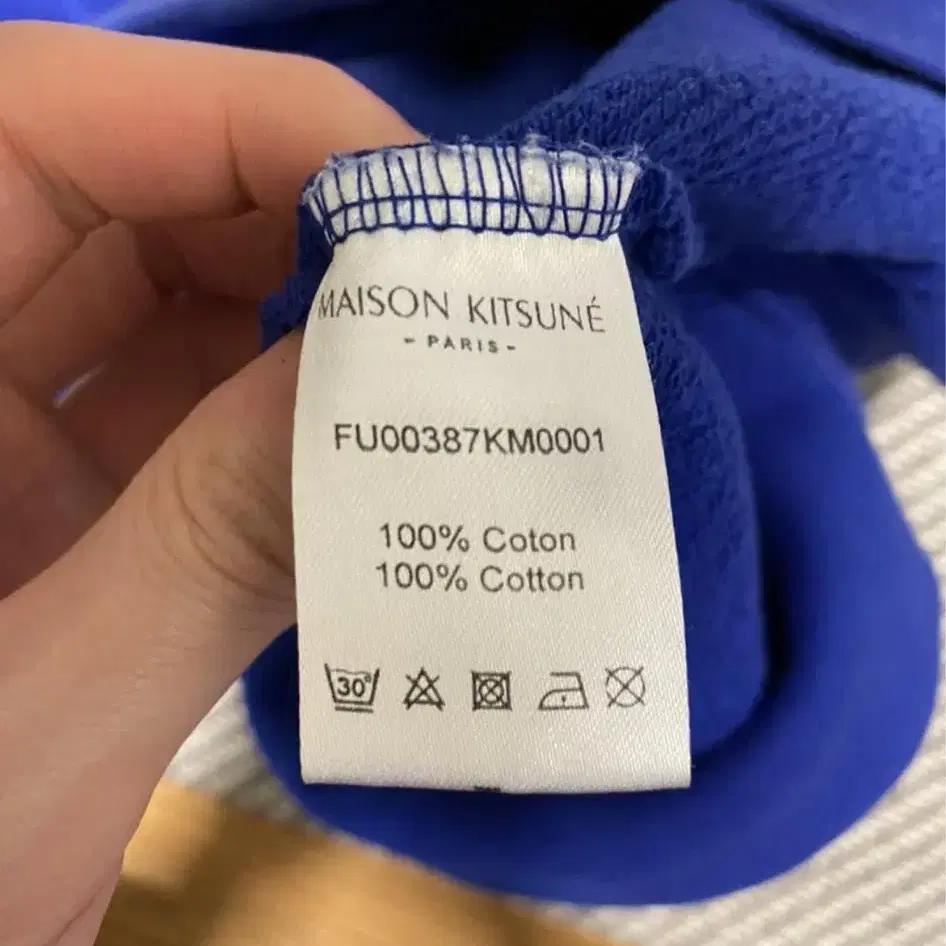 MAISON KITSUNÉ
- PARIS -
FU00387KM0001
100% Coton
100% Cotton
30°